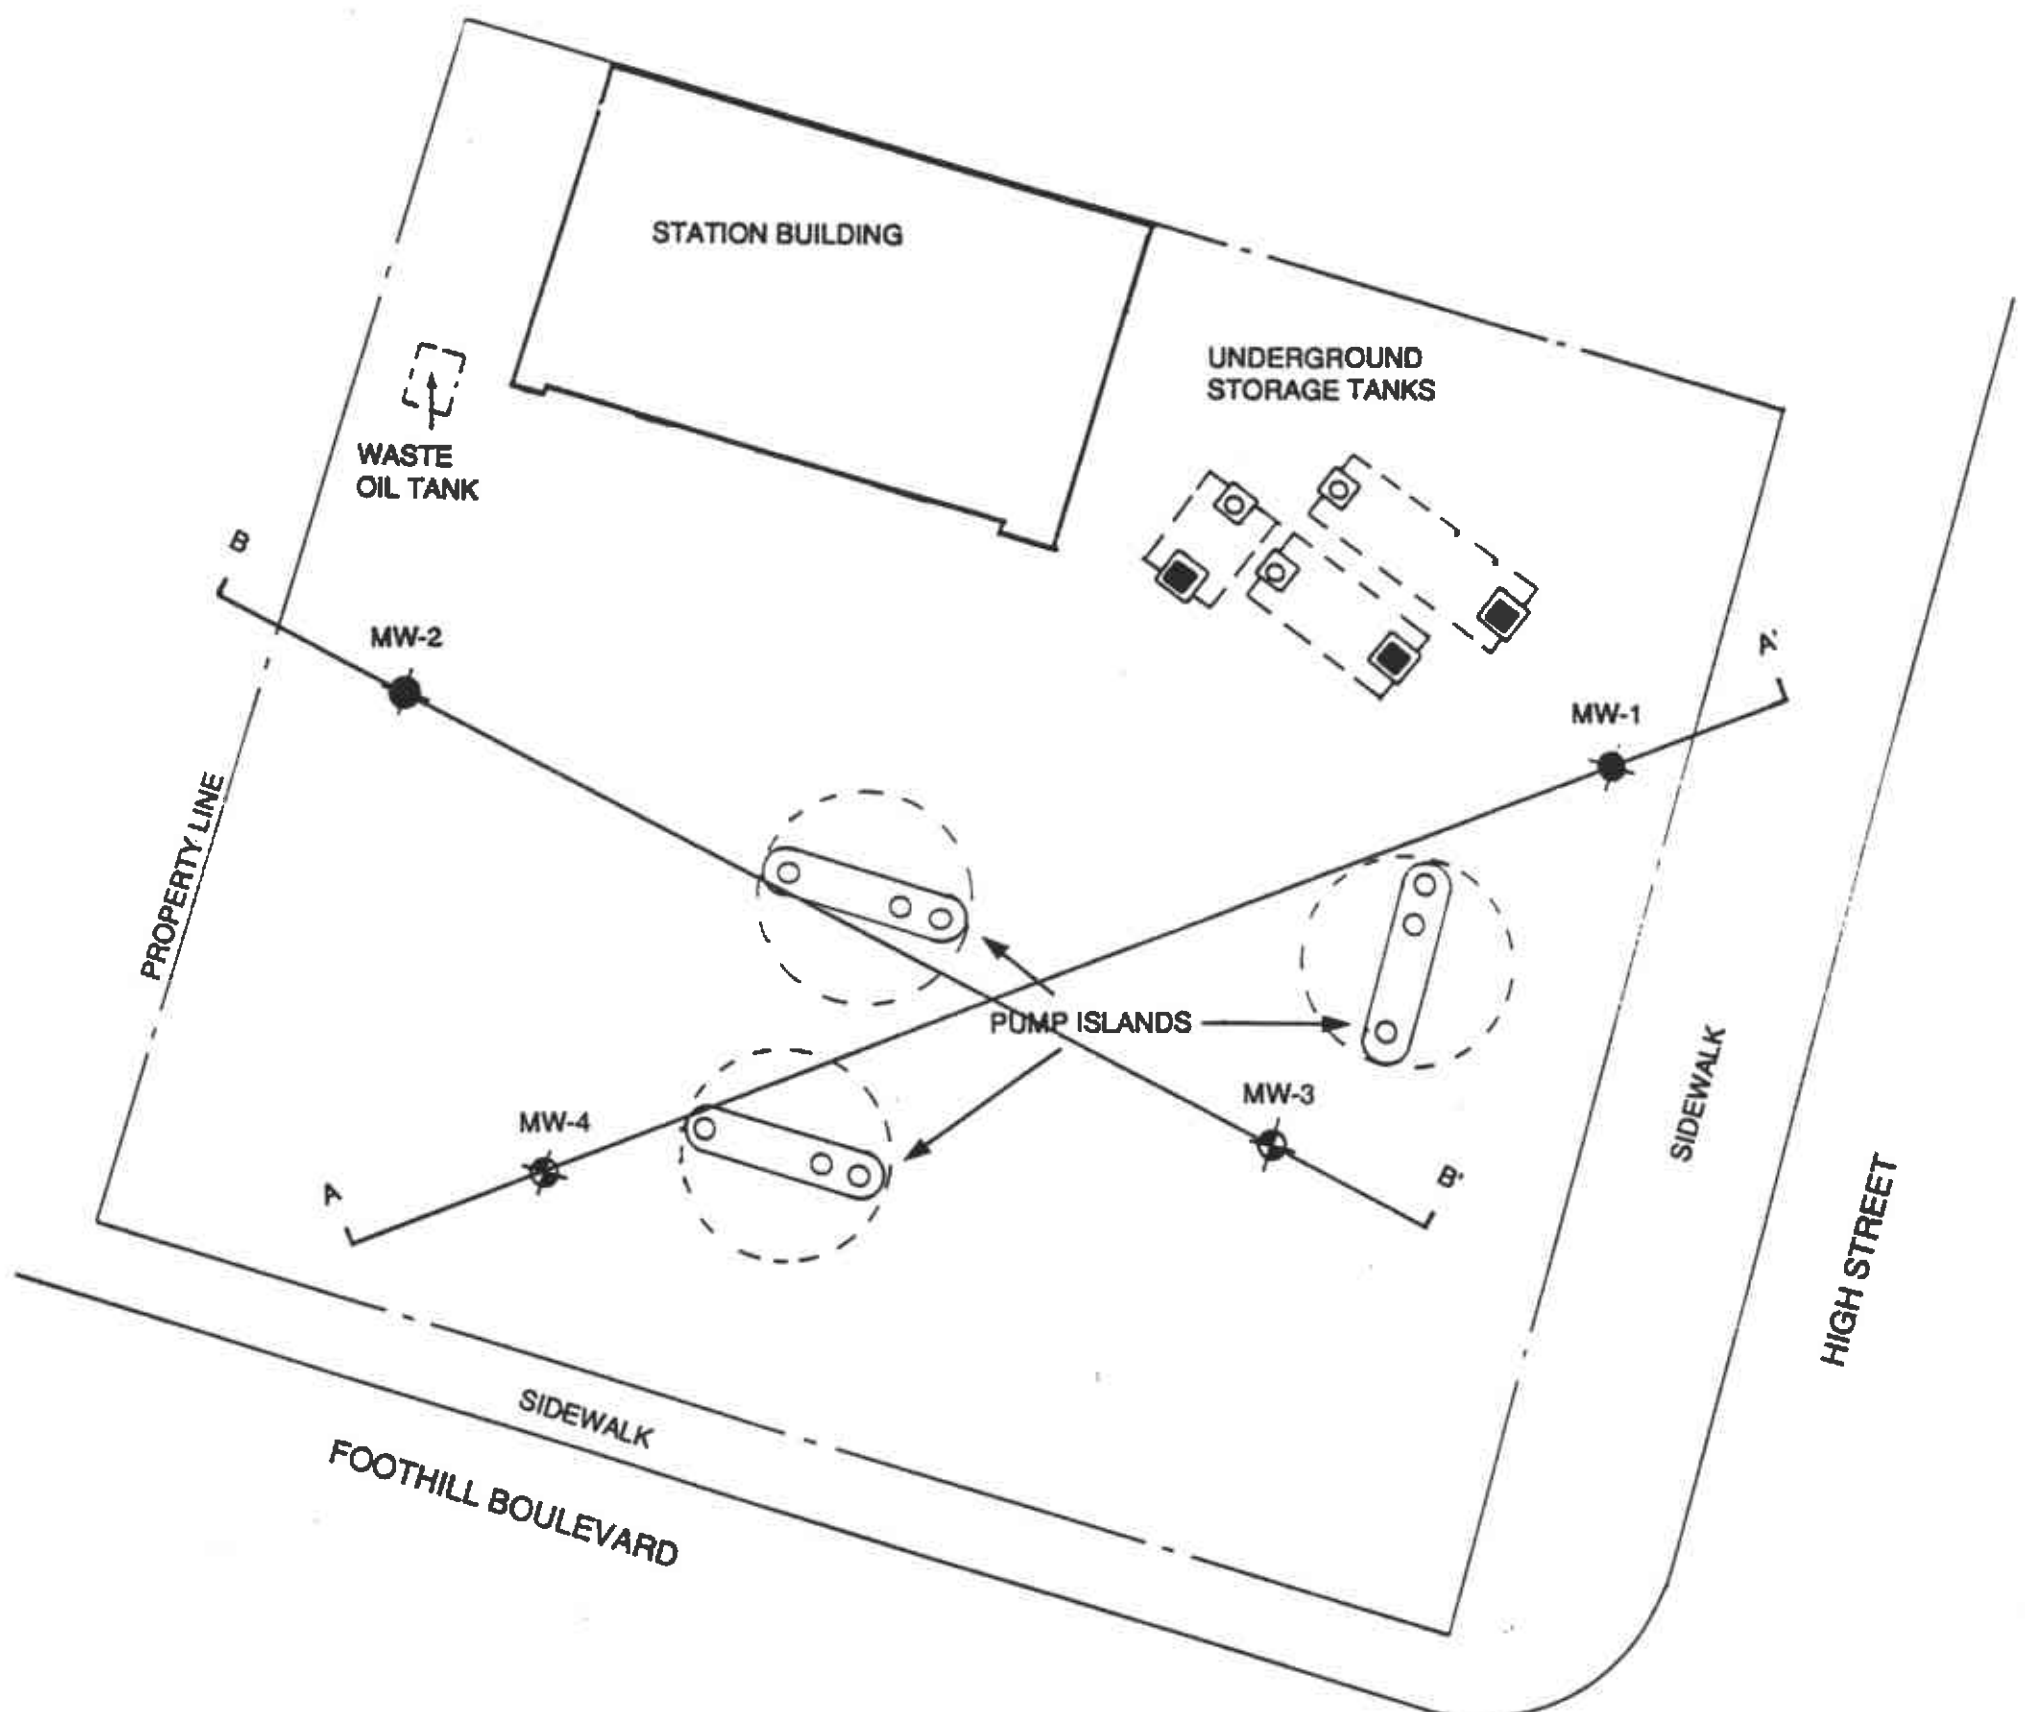 STATION BUILDING
UNDERGROUND
STORAGE TANKS
WASTE
OIL TANK
B
MW-2
A'
MW-1
PROPERTY LINE
PUMP ISLANDS
MW-3
MW-4
A
B'
SIDEWALK
HIGH STREET
SIDEWALK
FOOTHILL BOULEVARD